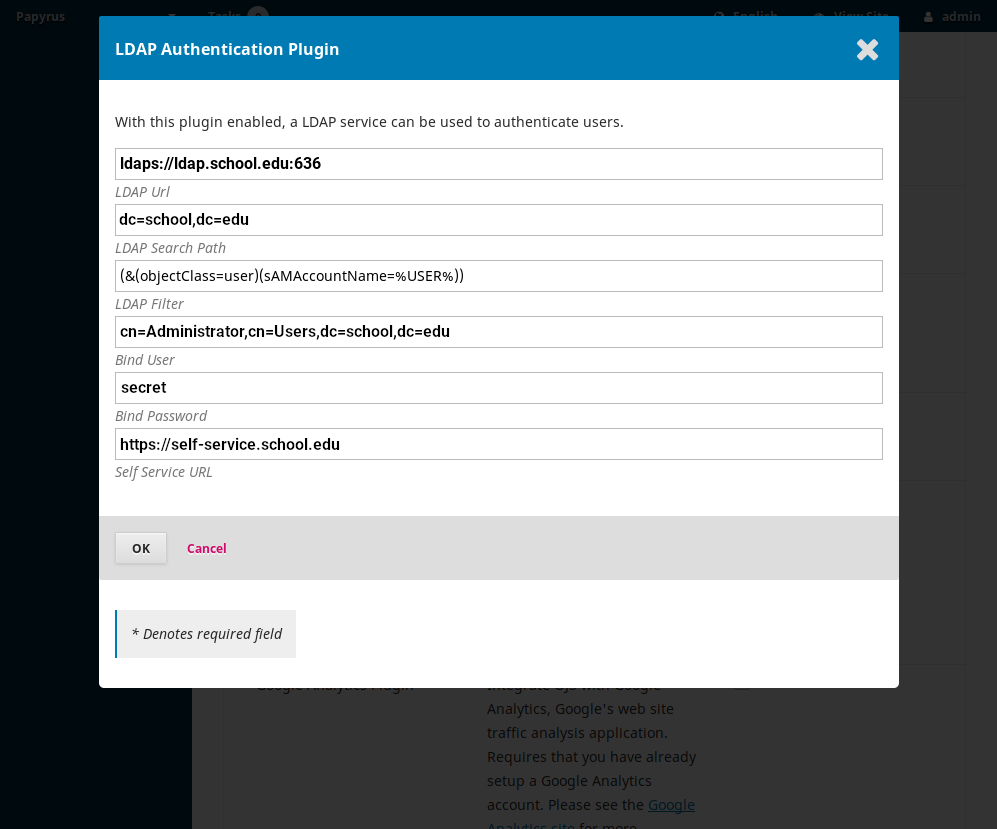 Papyrus
Tasks
English
View Site
admin
LDAP Authentication Plugin
With this plugin enabled, a LDAP service can be used to authenticate users.
ldaps://ldap.school.edu:636
LDAP Url
dc=school,dc=edu
LDAP Search Path
(&(objectClass=user)(sAMAccountName=%USER%))
LDAP Filter
cn=Administrator,cn=Users,dc=school,dc=edu
Bind User
secret
Bind Password
https://self-service.school.edu
Self Service URL
OK Cancel
* Denotes required field
Google Analytics Plugin
Integrate OJS with Google
Analytics, Google's web site
traffic analysis application.
Requires that you have already
setup a Google Analytics
account. Please see the Google
Analytics site for more